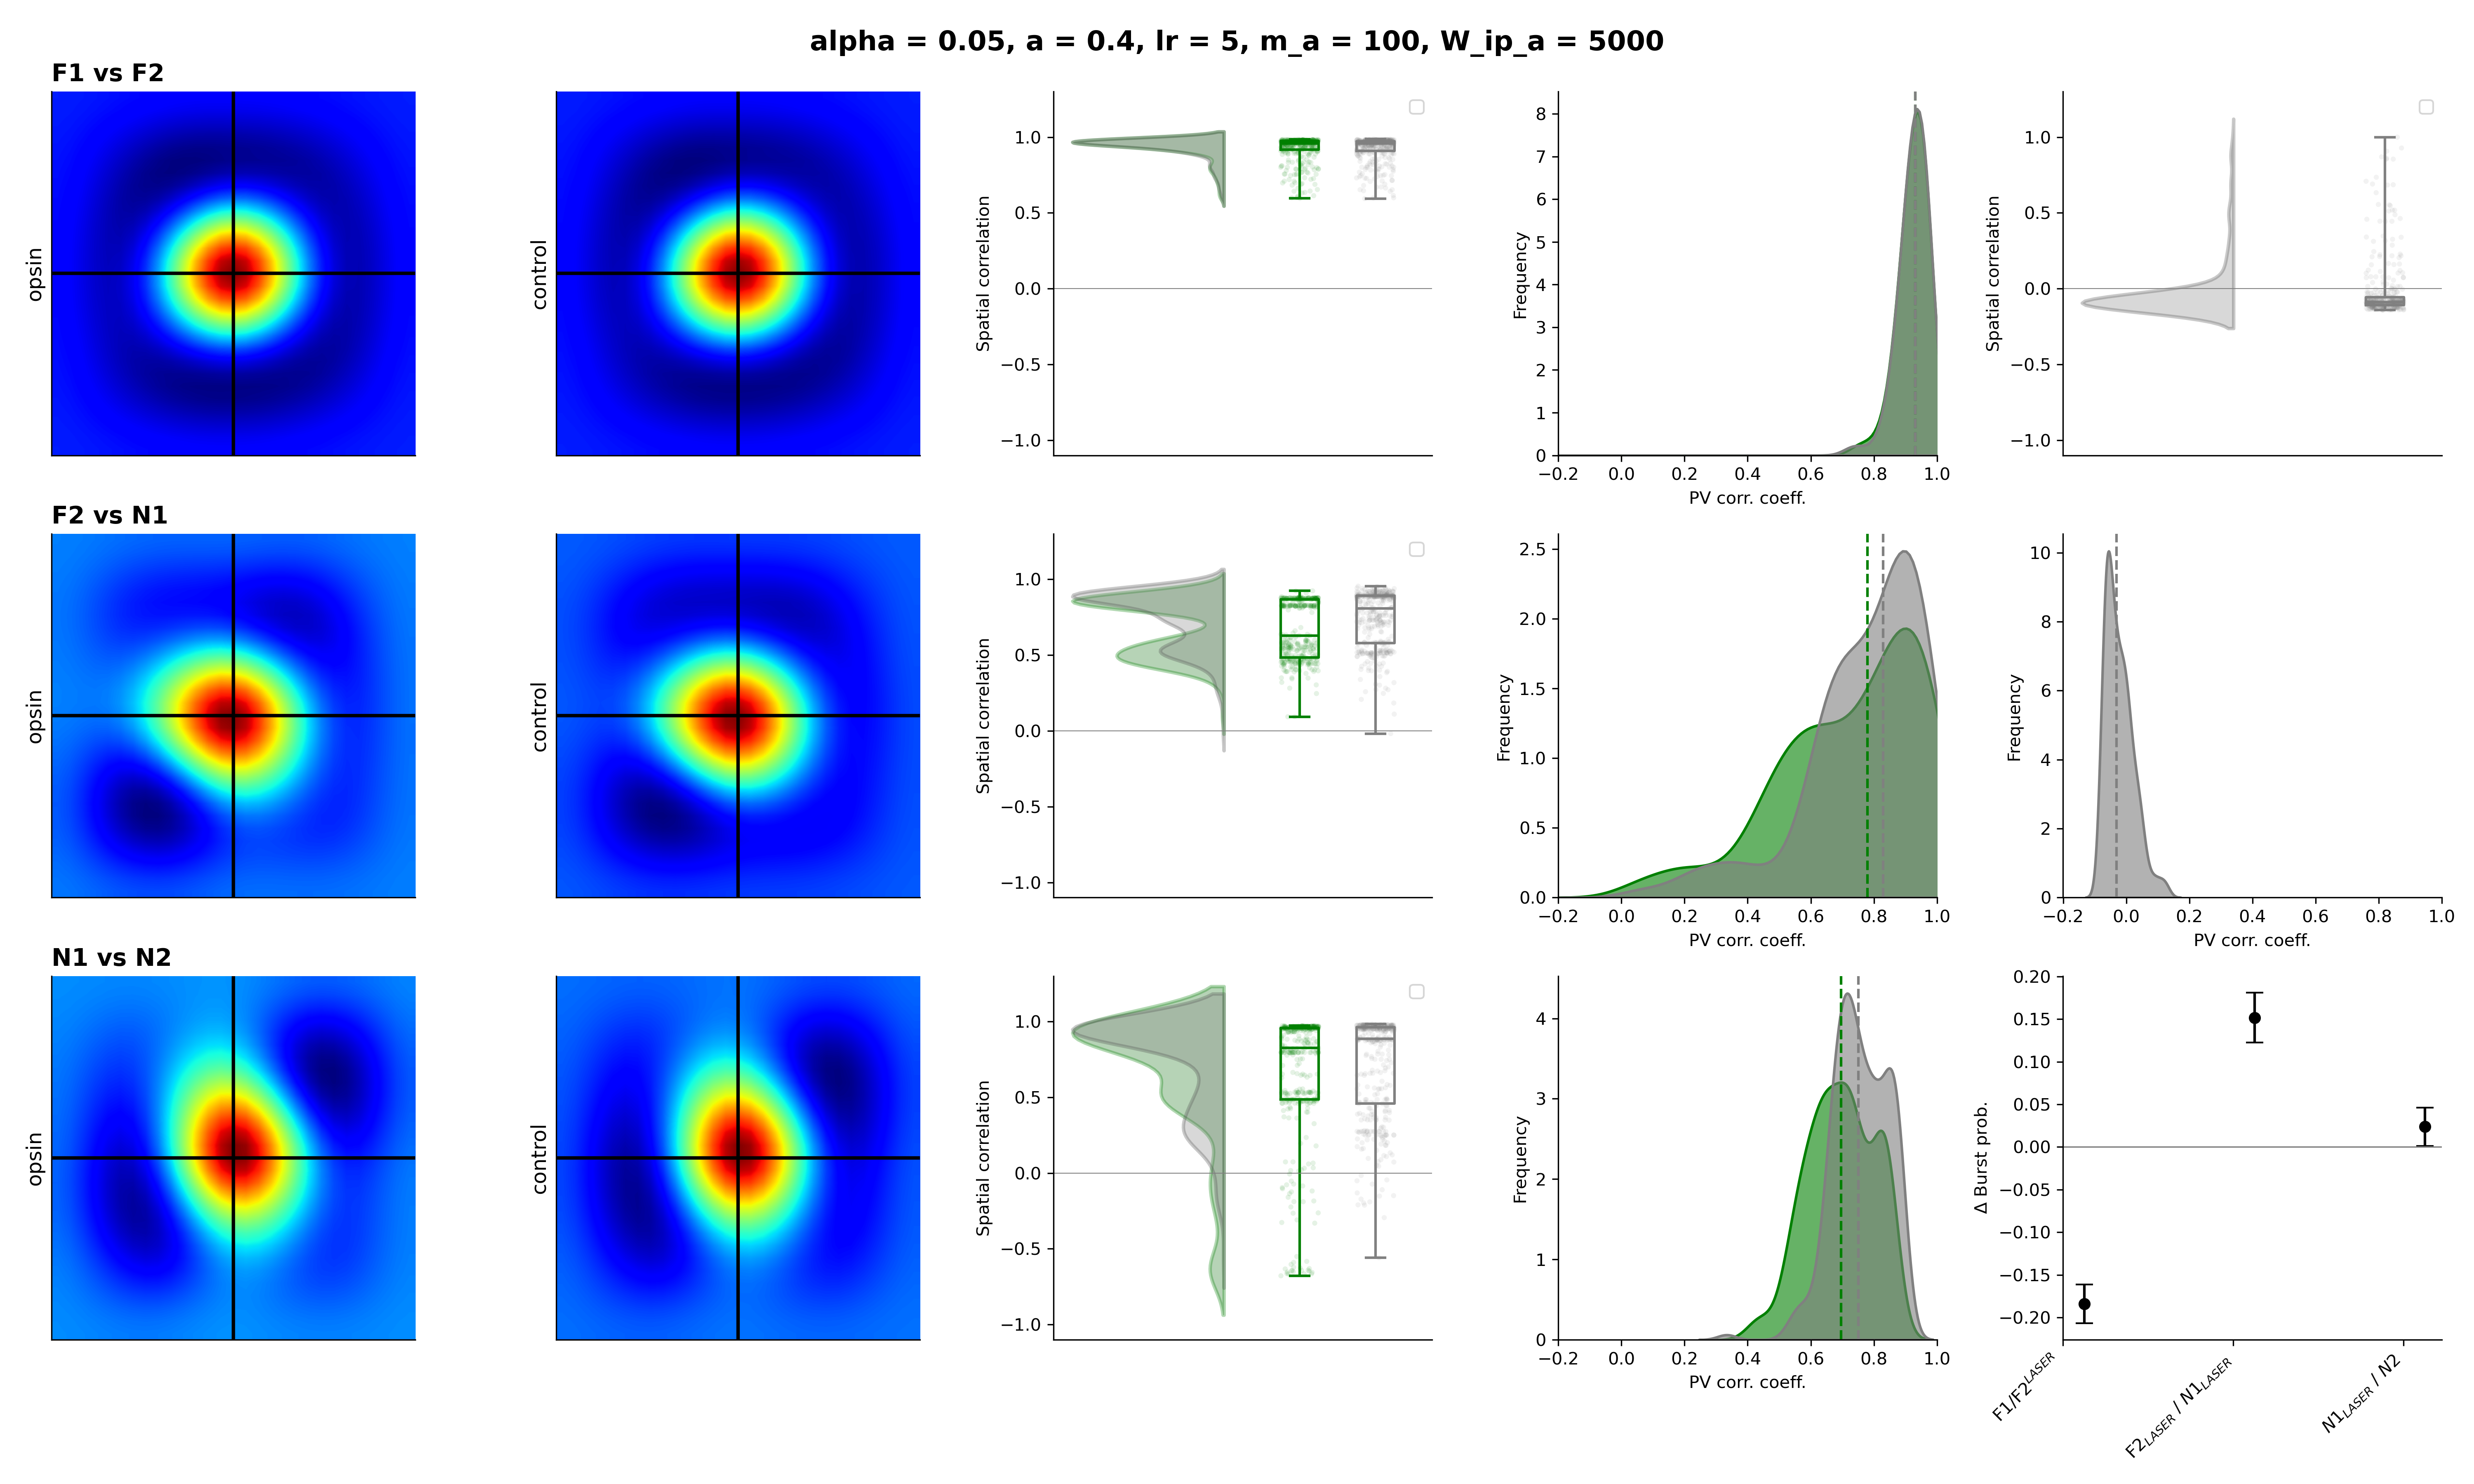 alpha = 0.05, a = 0.4, lr = 5, m_a = 100, W_ip_a = 5000
F1 vs F2
opsin
control
Spatial correlation
1.0
0.5
0.0
−0.5
−1.0
Frequency
8
7
6
5
4
3
2
1
0
−0.2 0.0 0.2 0.4 0.6 0.8 1.0
PV corr. coeff.
Spatial correlation
1.0
0.5
0.0
−0.5
−1.0
F2 vs N1
opsin
control
Spatial correlation
1.0
0.5
0.0
−0.5
−1.0
Frequency
2.5
2.0
1.5
1.0
0.5
0.0
−0.2 0.0 0.2 0.4 0.6 0.8 1.0
PV corr. coeff.
Frequency
10
8
6
4
2
0
−0.2 0.0 0.2 0.4 0.6 0.8 1.0
PV corr. coeff.
N1 vs N2
opsin
control
Spatial correlation
1.0
0.5
0.0
−0.5
−1.0
Frequency
4
3
2
1
0
−0.2 0.0 0.2 0.4 0.6 0.8 1.0
PV corr. coeff.
Δ Burst prob.
0.20
0.15
0.10
0.05
0.00
−0.05
−0.10
−0.15
−0.20
F1/F2^LASER
F2_LASER / N1_LASER
N1_LASER / N2